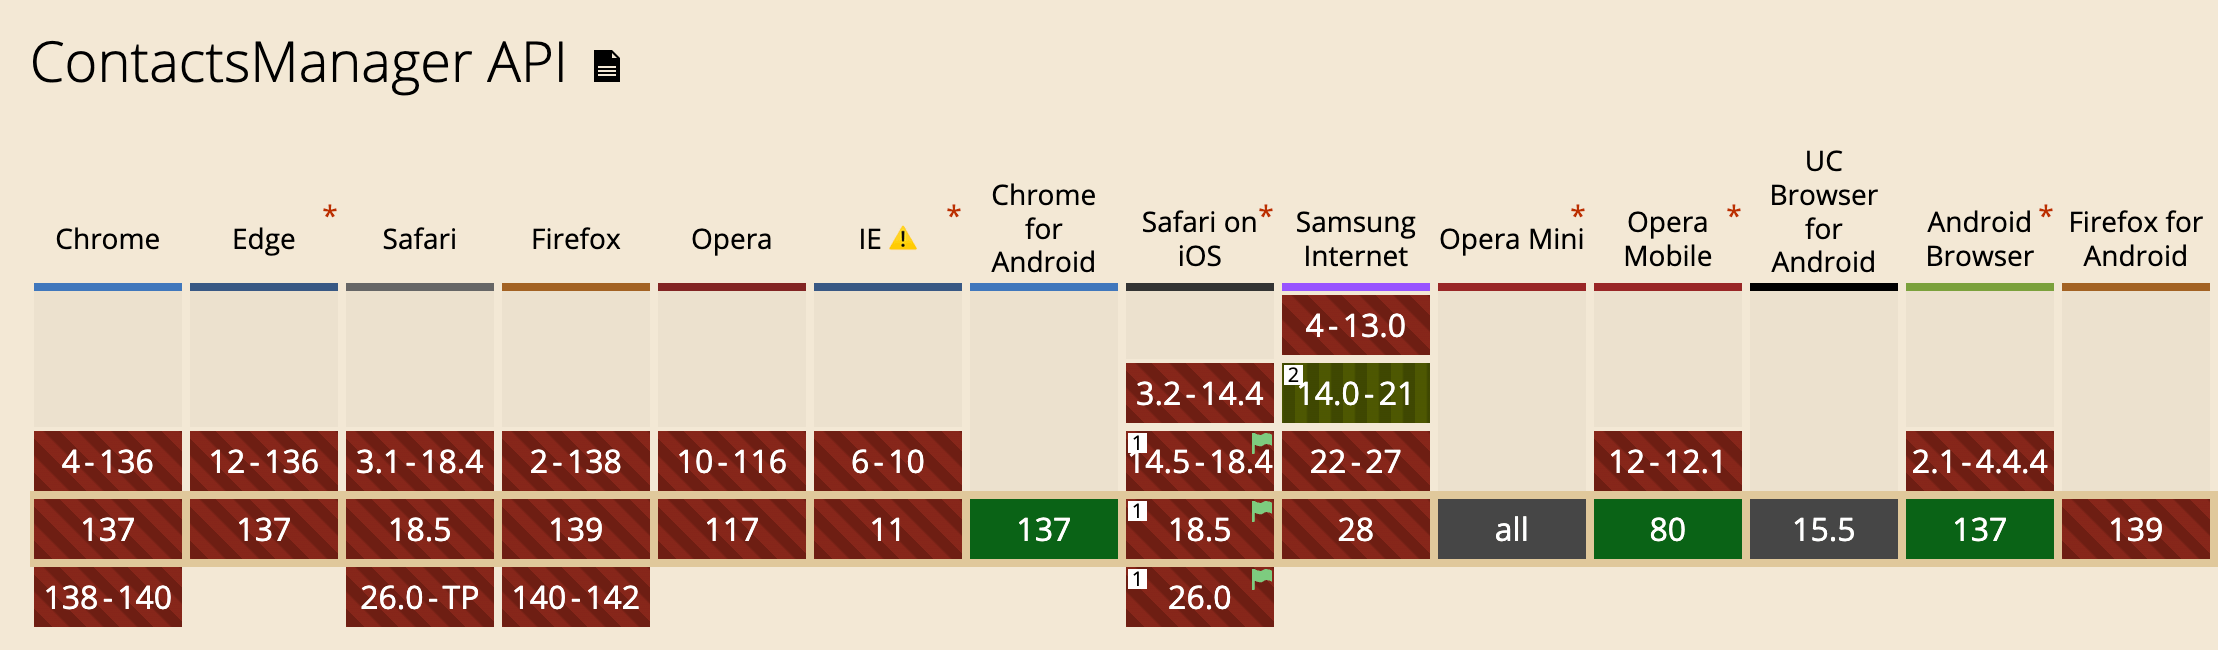 ContactsManager API
Chrome
Edge *
Safari
Firefox
Opera
IE *
Chrome
for
Android
Safari on *
iOS
Samsung
Internet
Opera Mini *
Opera *
Mobile
UC
Browser
for
Android
Android *
Browser
Firefox for
Android
4-13.0
3.2-14.4
2 14.0-21
4-136
12-136
3.1-18.4
2-138
10-116
6-10
1 14.5-18.4
22-27
12-12.1
2.1-4.4.4
137
137
18.5
139
117
11
137
1 18.5
28
all
80
15.5
137
139
138-140
26.0-TP
140-142
1 26.0